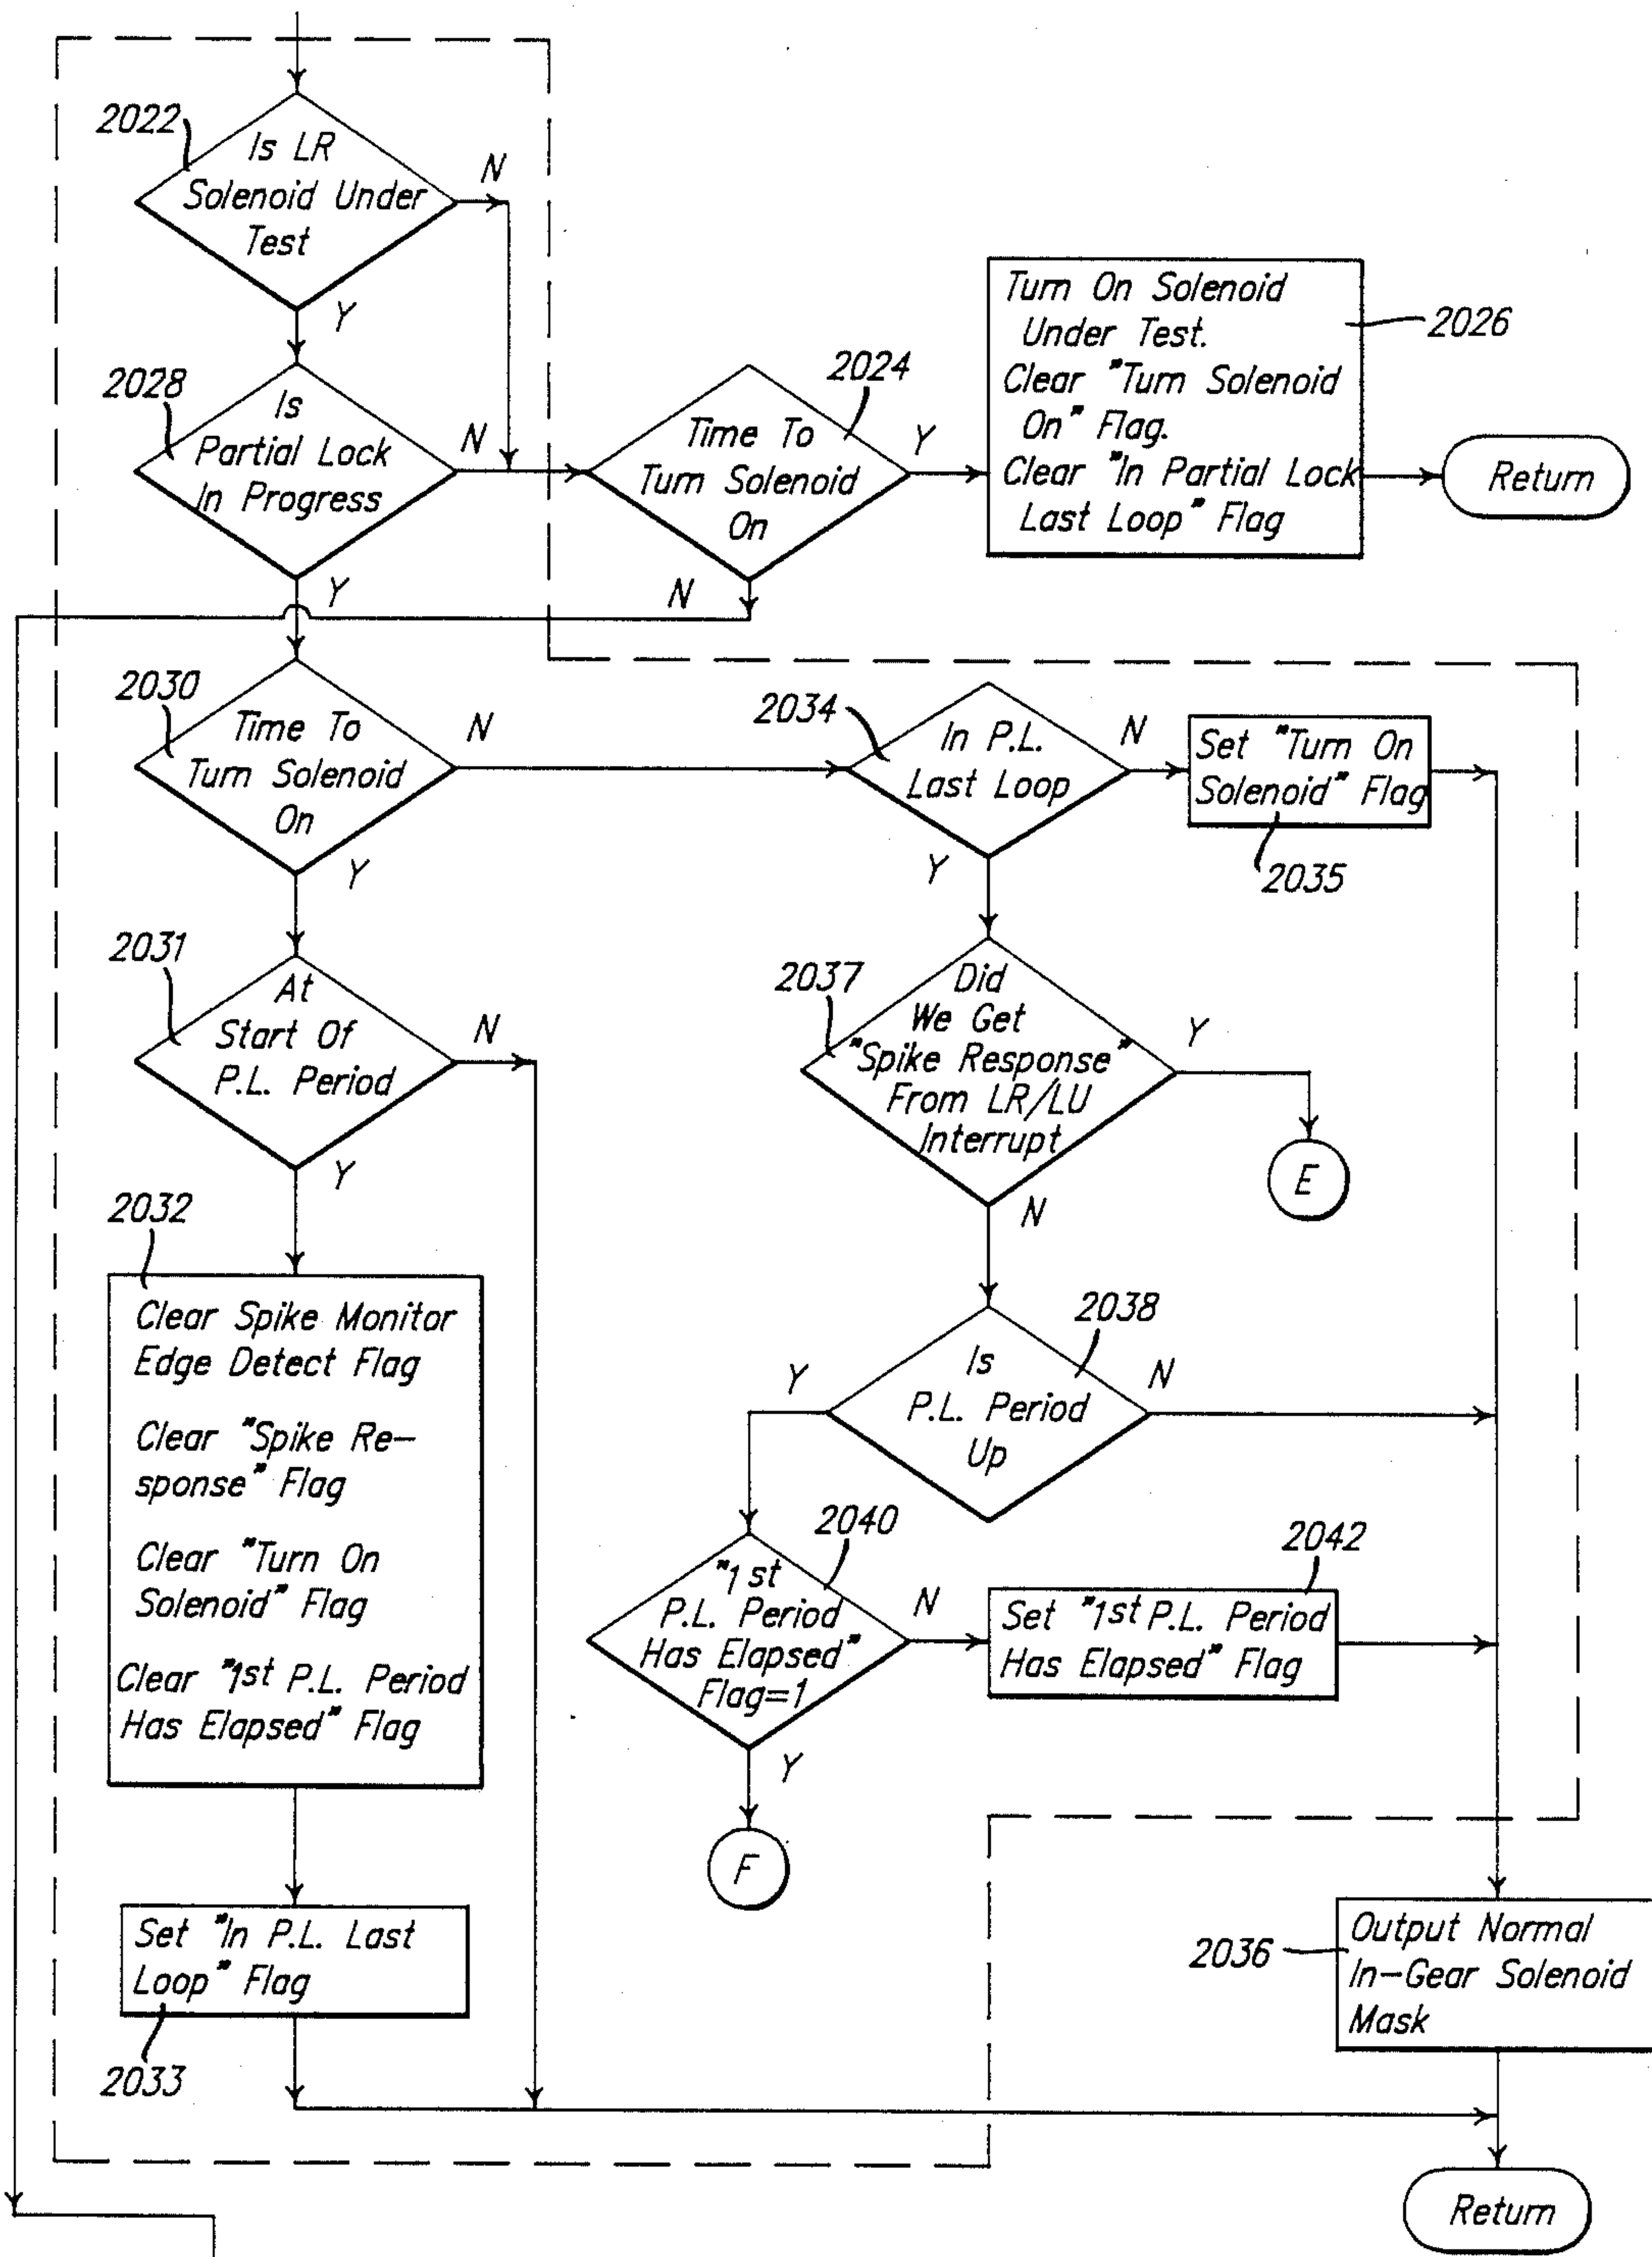 2022
Is LR
Solenoid Under
Test
N
Y
2028
Is
Partial Lock
In Progress
N
Y
2024
Time To
Turn Solenoid
On
Y
N
Turn On Solenoid
Under Test.
Clear "Turn Solenoid
On" Flag.
Clear "In Partial Lock
Last Loop" Flag
2026
Return
2030
Time To
Turn Solenoid
On
N
Y
2034
In P.L.
Last Loop
N
Y
Set "Turn On
Solenoid" Flag
2035
2031
At
Start Of
P.L. Period
N
Y
2037
Did
We Get
"Spike Response"
From LR/LU
Interrupt
Y
N
E
2032
Clear Spike Monitor
Edge Detect Flag
Clear "Spike Re-
sponse" Flag
Clear "Turn On
Solenoid" Flag
Clear "1st P.L. Period
Has Elapsed" Flag
2038
Is
P.L. Period
Up
Y
N
2040
"1st
P.L. Period
Has Elapsed"
Flag=1
N
Y
2042
Set "1st P.L. Period
Has Elapsed" Flag
F
Set "In P.L. Last
Loop" Flag
2033
2036
Output Normal
In-Gear Solenoid
Mask
Return